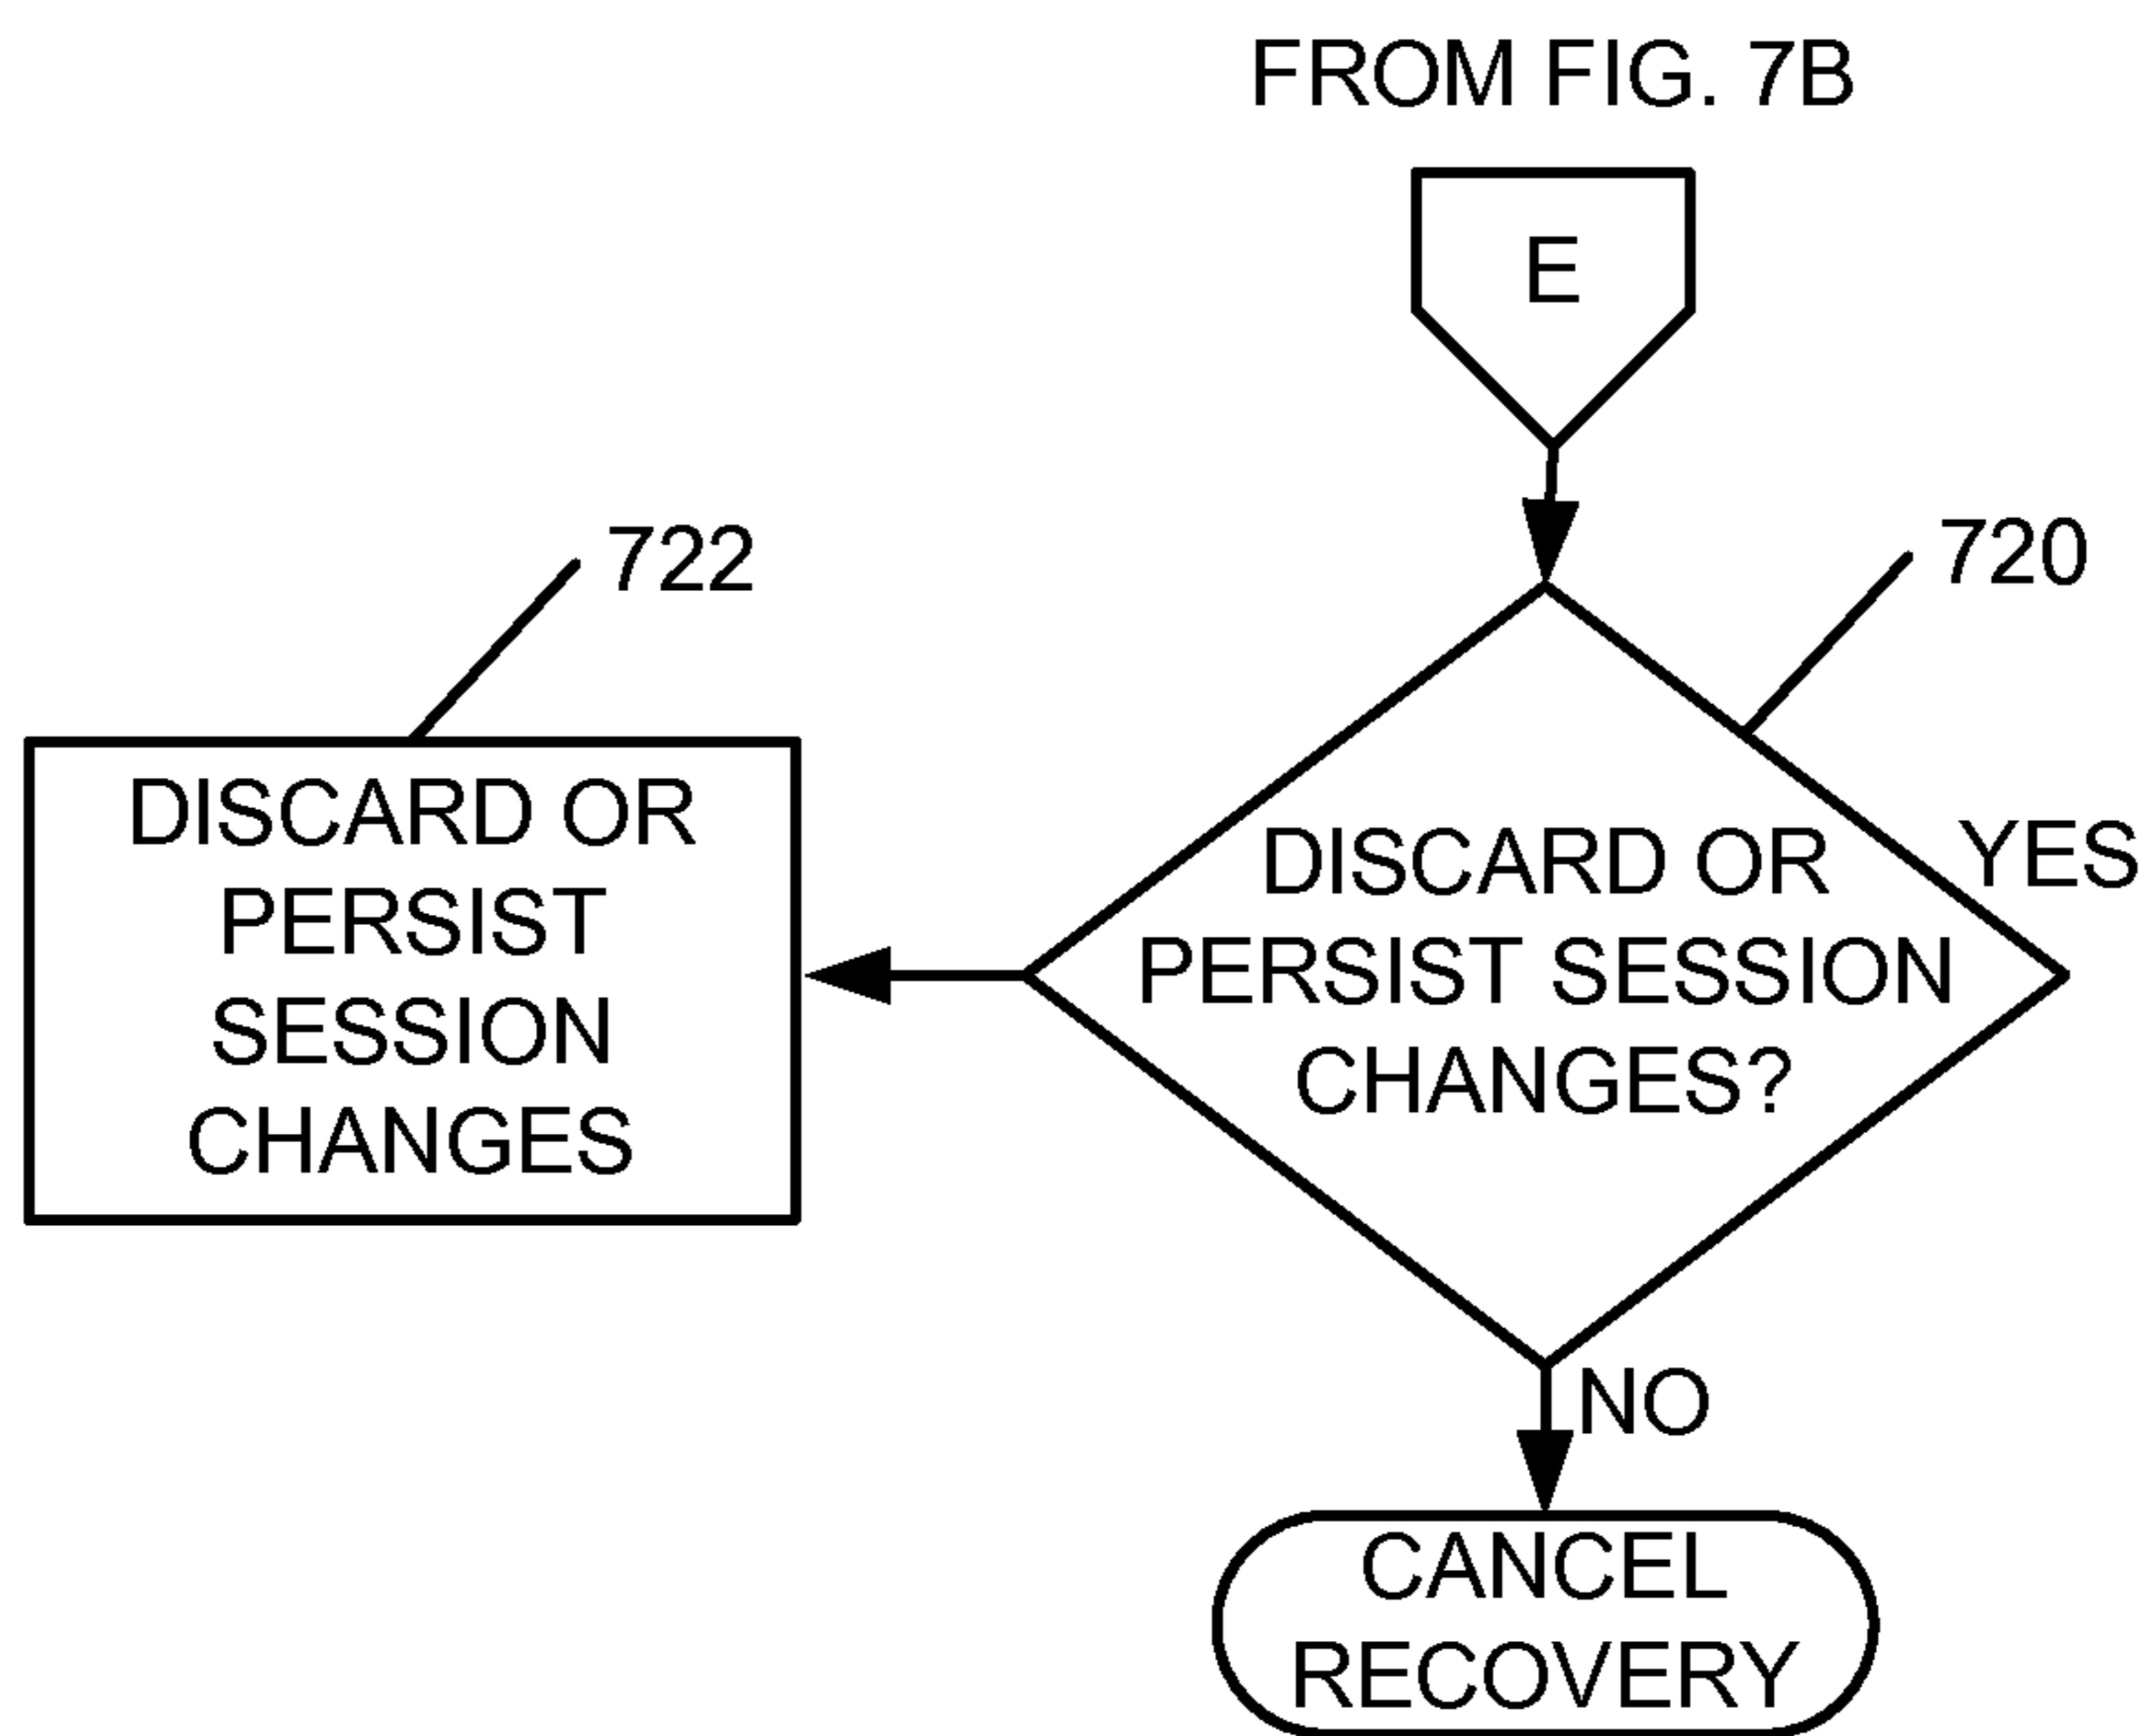 FROM FIG. 7B
E
722
720
DISCARD OR
PERSIST
SESSION
CHANGES
DISCARD OR
PERSIST SESSION
CHANGES?
YES
NO
CANCEL
RECOVERY